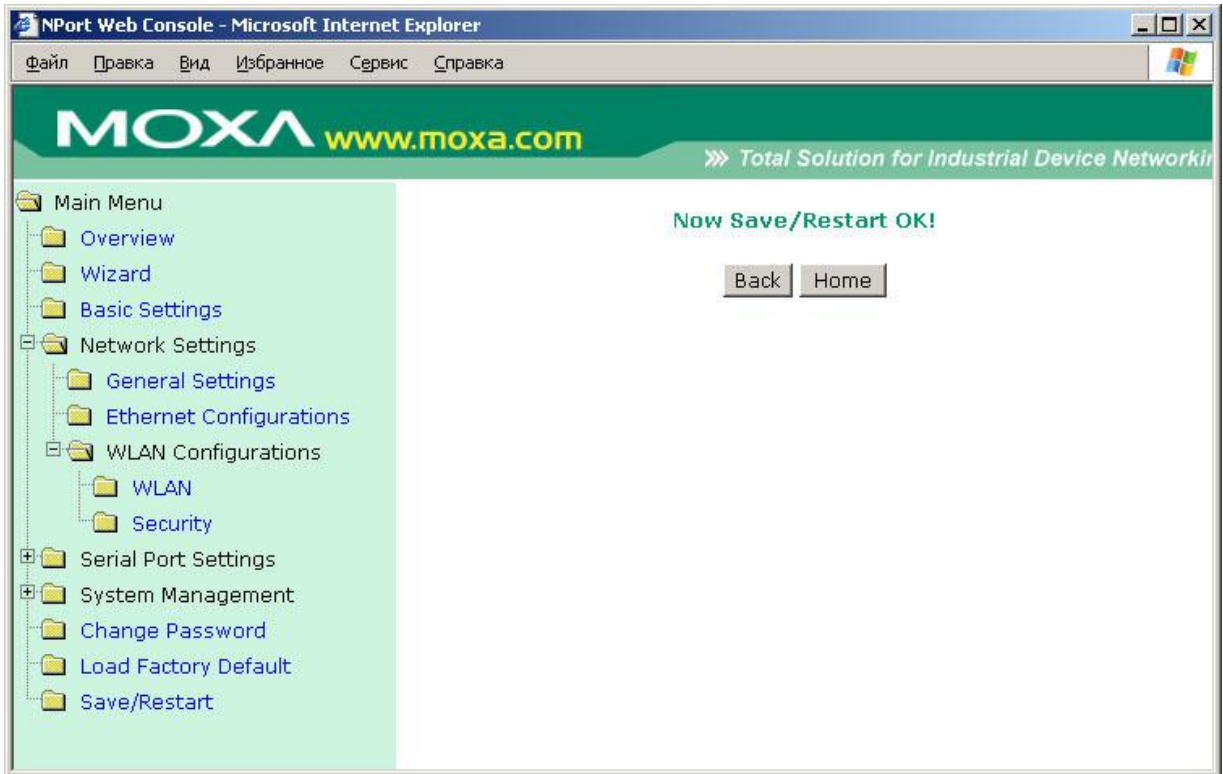 NPort Web Console - Microsoft Internet Explorer
Файл Правка Вид Избранное Сервис Справка
MOXA www.moxa.com
Total Solution for Industrial Device Networkin
Main Menu
Overview
Wizard
Basic Settings
Network Settings
General Settings
Ethernet Configurations
WLAN Configurations
WLAN
Security
Serial Port Settings
System Management
Change Password
Load Factory Default
Save/Restart
Now Save/Restart OK!
Back Home